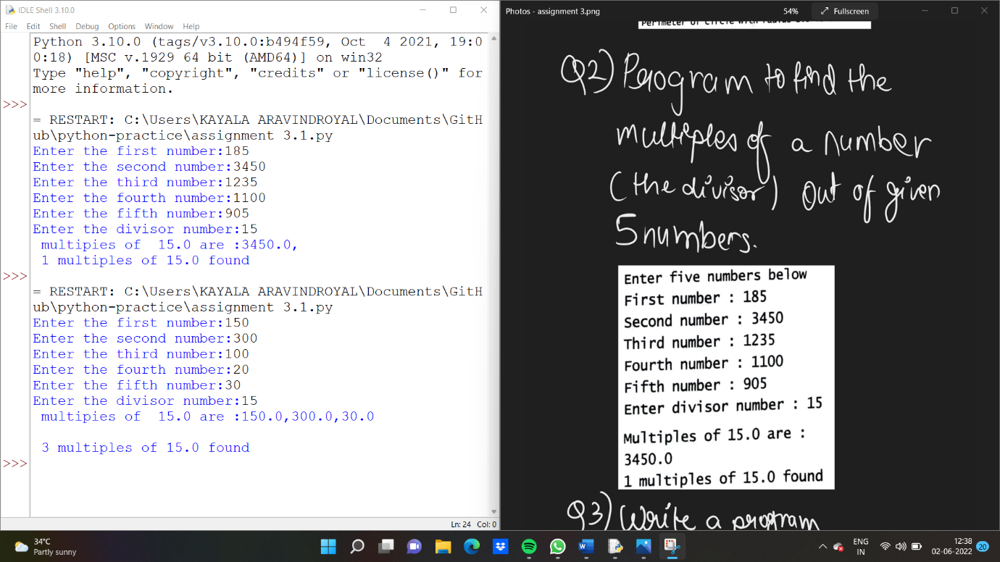 IDLE Shell 3.10.0
File Edit Shell Debug Options Window Help
Python 3.10.0 (tags/v3.10.0:b494f59, Oct  4 2021, 19:0
0:18) [MSC v.1929 64 bit (AMD64)] on win32
Type "help", "copyright", "credits" or "license()" for
more information.
>>>
= RESTART: C:\Users\KAYALA ARAVINDROYAL\Documents\GitH
ub\python-practice\assignment 3.1.py
Enter the first number:185
Enter the second number:3450
Enter the third number:1235
Enter the fourth number:1100
Enter the fifth number:905
Enter the divisor number:15
multipies of  15.0 are :3450.0,
1 multiples of 15.0 found
>>>
= RESTART: C:\Users\KAYALA ARAVINDROYAL\Documents\GitH
ub\python-practice\assignment 3.1.py
Enter the first number:150
Enter the second number:300
Enter the third number:100
Enter the fourth number:20
Enter the fifth number:30
Enter the divisor number:15
multipies of  15.0 are :150.0,300.0,30.0
3 multiples of 15.0 found
>>>
Ln: 24 Col: 0
Photos - assignment 3.png
54%
Fullscreen
Perimeter of circle with radius
Q2) Program to find the
multiples of a number
(the divisor) out of given
5 numbers.
Enter five numbers below
First number : 185
Second number : 3450
Third number : 1235
Fourth number : 1100
Fifth number : 905
Enter divisor number : 15
Multiples of 15.0 are :
3450.0
1 multiples of 15.0 found
Q3) Write a program
34°C
Partly sunny
ENG
IN
12:38
02-06-2022
20